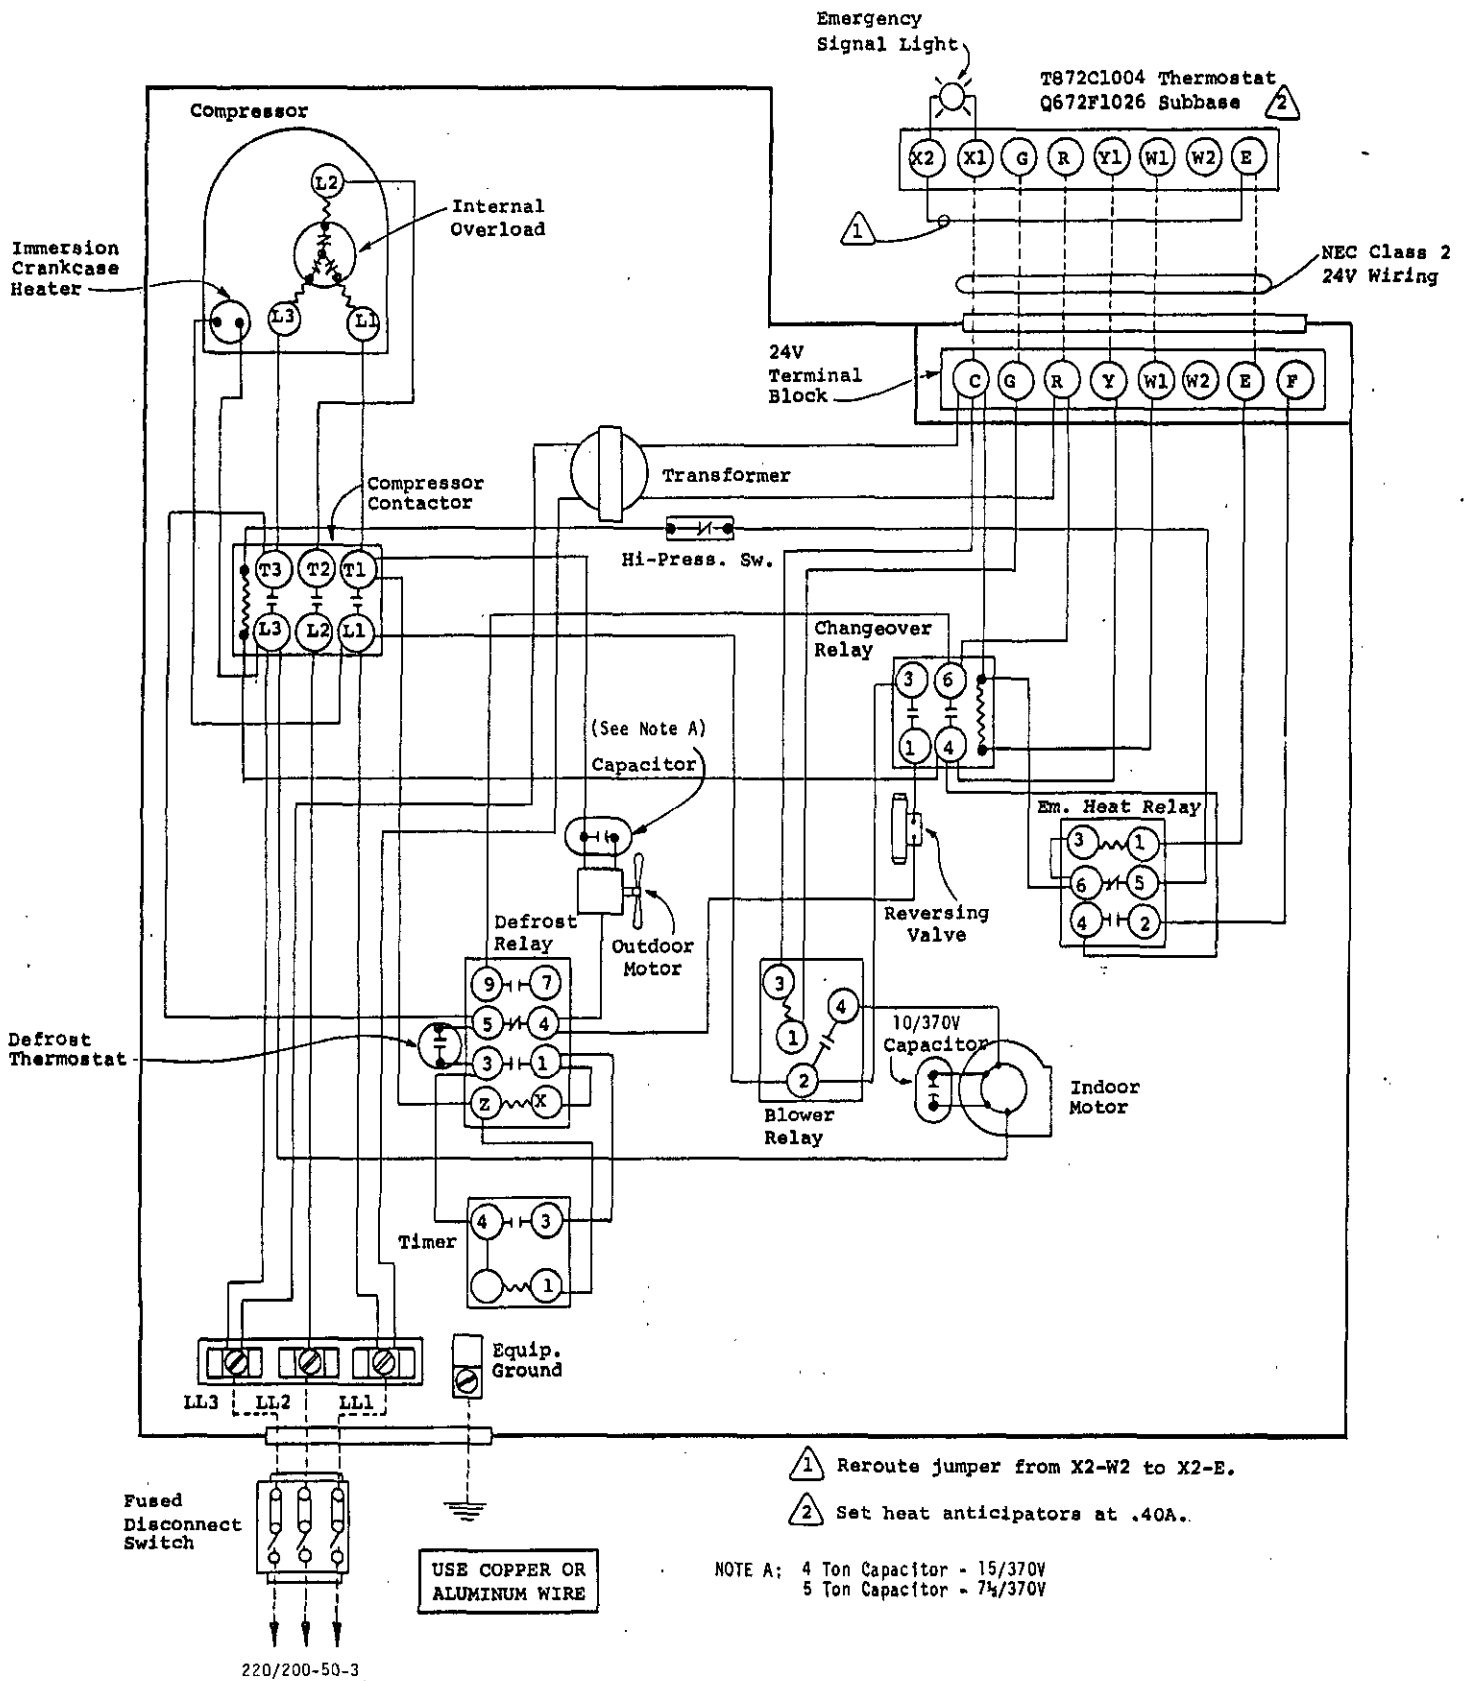 Emergency
Signal Light
T872C1004 Thermostat
Q672F1026 Subbase
2
X2 X1 G R Y1 W1 W2 E
1
NEC Class 2
24V Wiring
Compressor
L2
Internal
Overload
Immersion
Crankcase
Heater
L3 L1
24V
Terminal
Block
C G R Y W1 W2 E F
Transformer
Compressor
Contactor
Hi-Press. Sw.
T3 T2 T1
L3 L2 L1
Changeover
Relay
3 6
1 4
(See Note A)
Capacitor
Em. Heat Relay
3 1
6 5
4 2
Reversing
Valve
Defrost
Relay
Outdoor
Motor
9 7
5 4
3 1
Z X
Defrost
Thermostat
3
4
1
2
Blower
Relay
10/370V
Capacitor
Indoor
Motor
Timer
4 3
1
Equip.
Ground
LL3 LL2 LL1
Fused
Disconnect
Switch
220/200-50-3
USE COPPER OR
ALUMINUM WIRE
1 Reroute jumper from X2-W2 to X2-E.
2 Set heat anticipators at .40A.
NOTE A: 4 Ton Capacitor - 15/370V
5 Ton Capacitor - 7½/370V